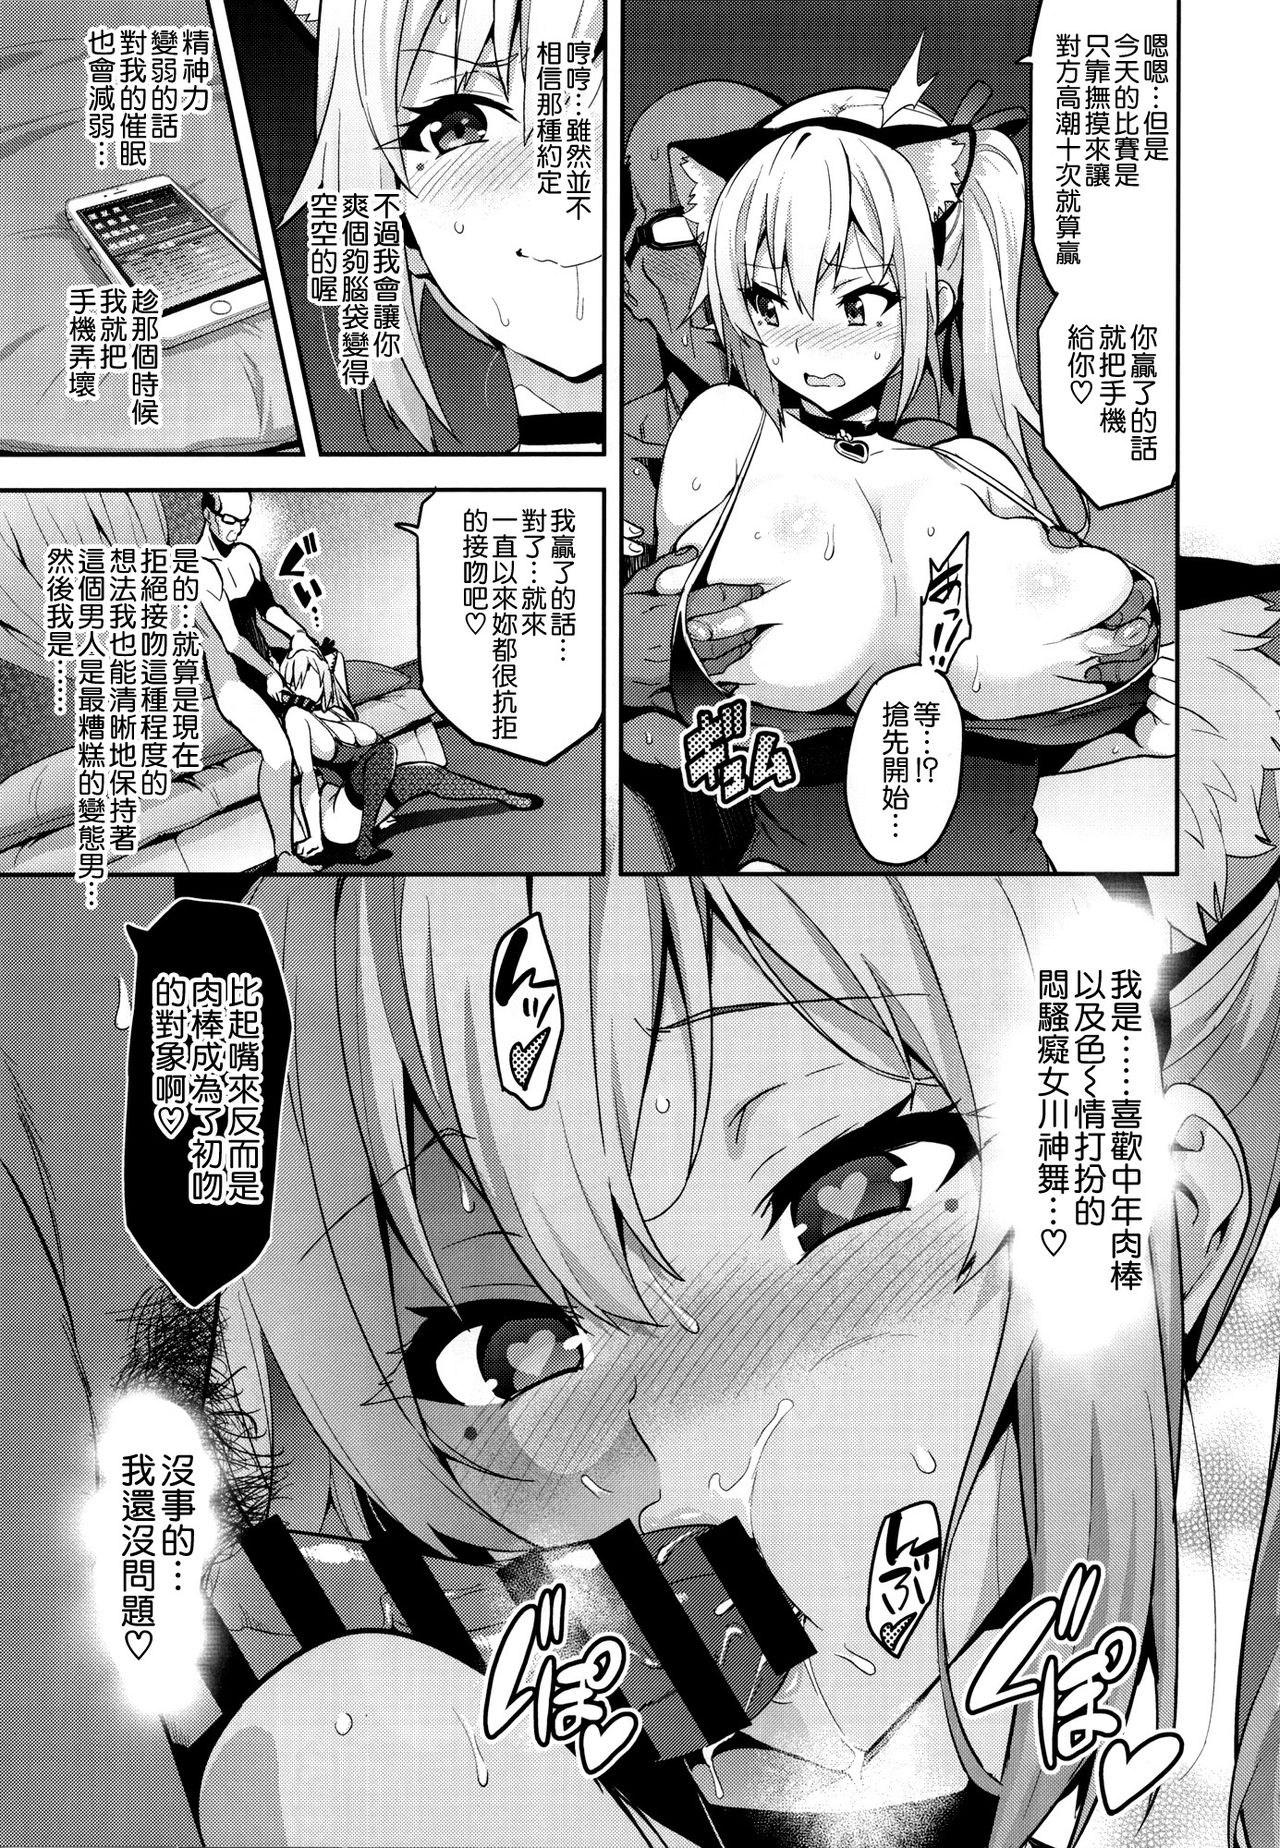 嗯嗯…但是
今天的比賽是
只靠撫摸來讓
對方高潮十次就算贏
你贏了的話
就把手機
給你♡
あっ!!
等…!?
搶先開始…
ギュム
哼哼…雖然並不
相信那種約定
不過我會讓你
爽個夠腦袋變得
空空的喔
精神力
變弱的話
對我的催眠
也會減弱…
趁那個時候
我就把
手機弄壞
我贏了的話…
對了…就來
一直以來妳都很抗拒
的接吻吧♡
ぐい…
是的…就算是現在
拒絕接吻這種程度的
想法我也能清晰地保持著
這個男人是最糟糕的變態男…
然後我是……
我是……喜歡中年肉棒
以及色～情打扮的
悶騷癡女川神舞…♡
んッ♡
比起嘴來反而是
肉棒成為了初吻
的對象啊♡
んぶ♡
ぐぽ♡
ぐぽ♡
沒事的…
我還沒問題♡